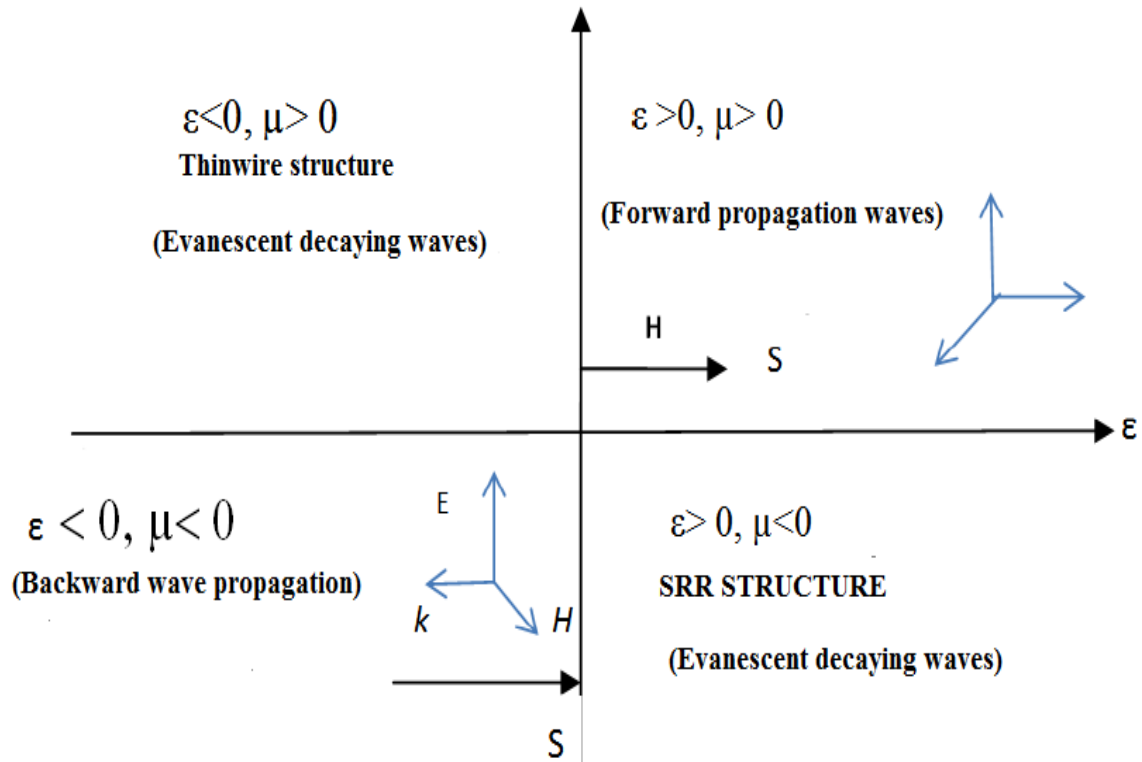 ε<0, μ> 0
Thinwire structure
(Evanescent decaying waves)
ε >0, μ> 0
(Forward propagation waves)
H
S
ε
ε < 0, μ< 0
(Backward wave propagation)
E
k
H
S
ε> 0, μ<0
SRR STRUCTURE
(Evanescent decaying waves)